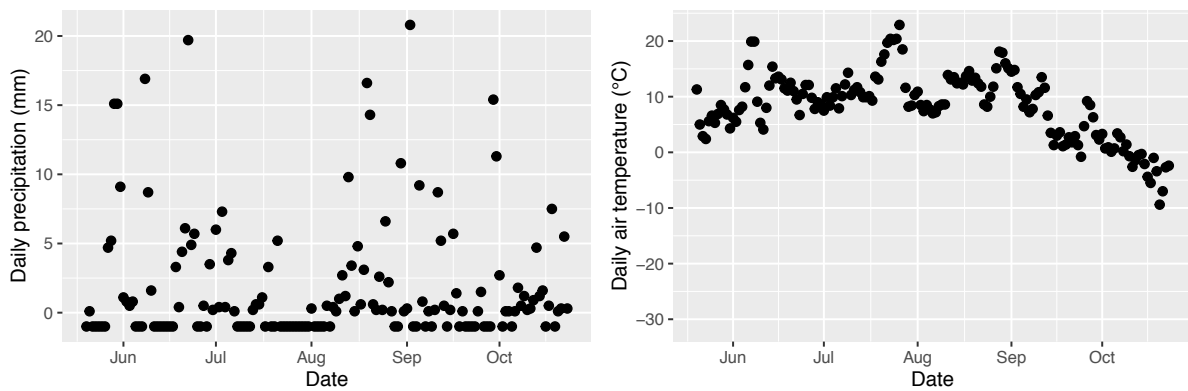 Daily precipitation (mm)
20
15
10
5
0
Jun Jul Aug Sep Oct
Date
Daily air temperature (°C)
20
10
0
−10
−20
−30
Jun Jul Aug Sep Oct
Date